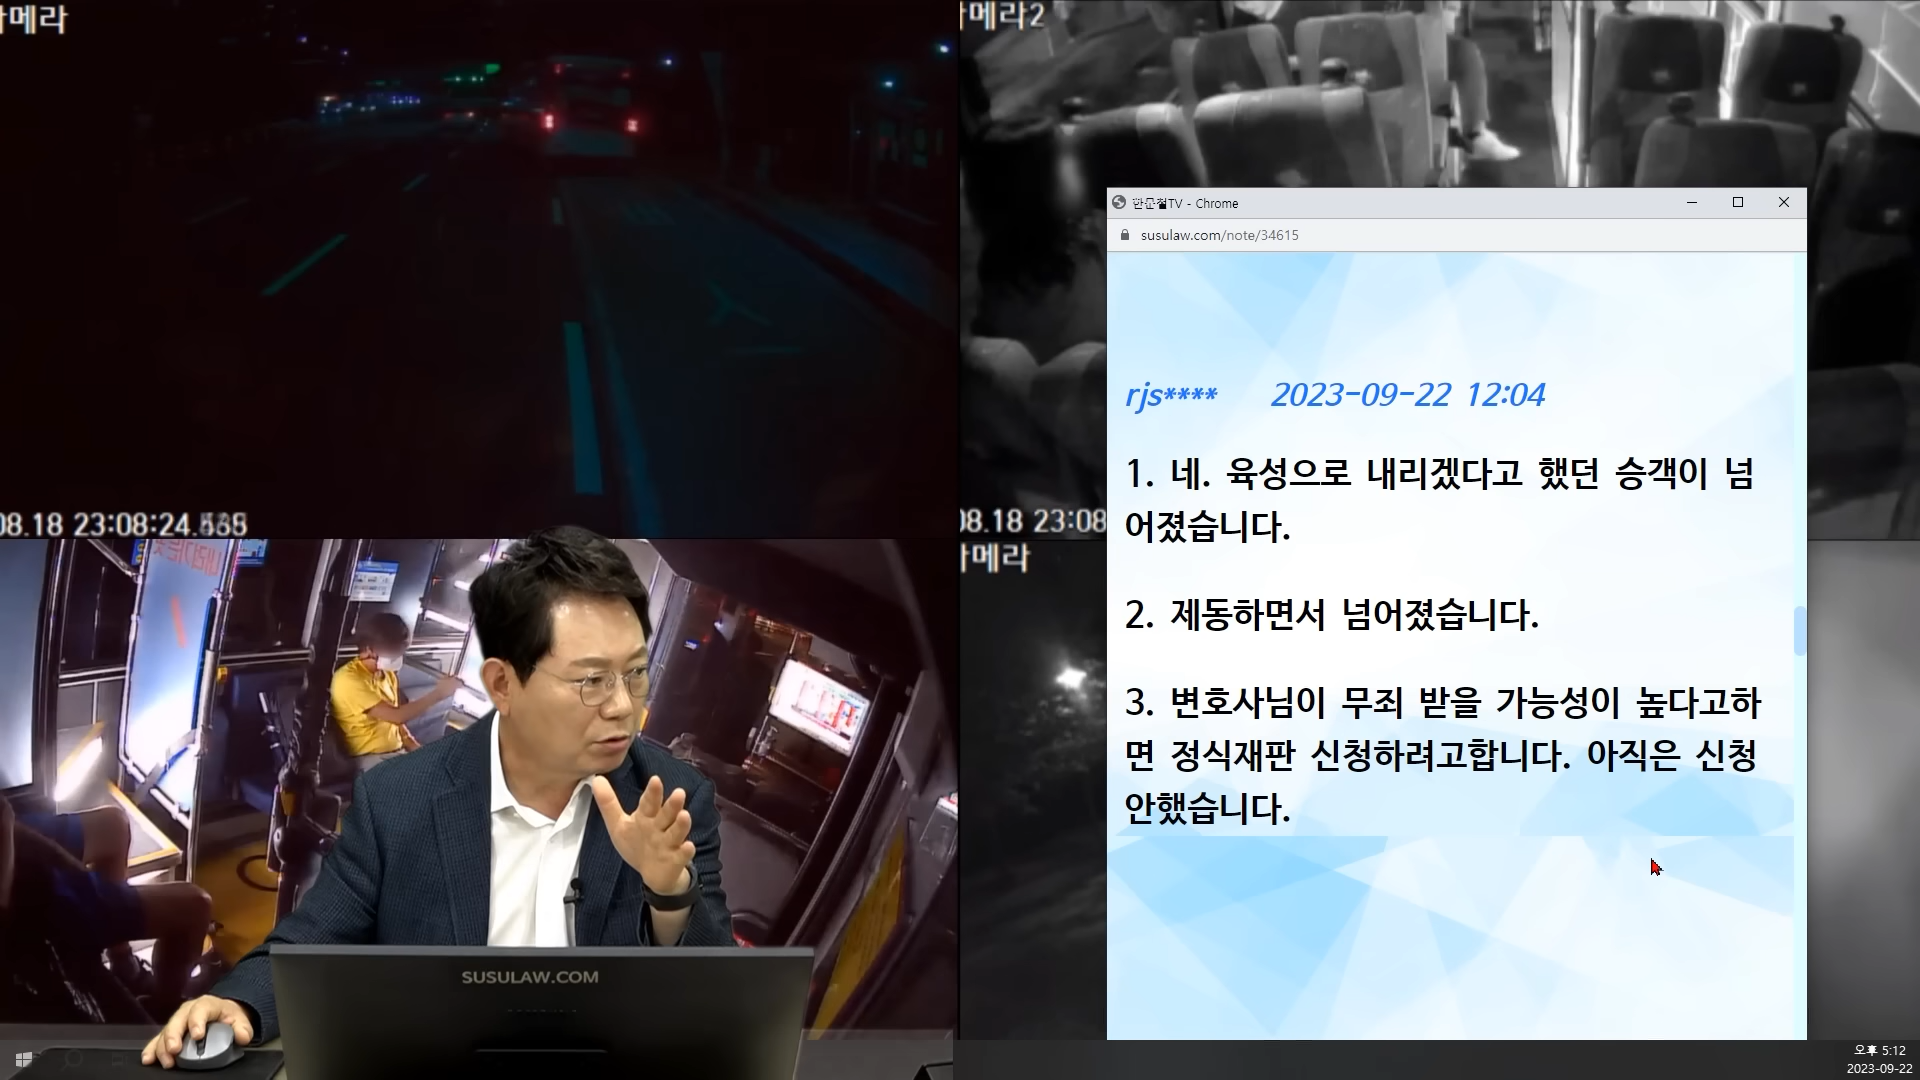 카메라
08.18 23:08:24
메라2
08.18 23:08
메라
한문철TV - Chrome
susulaw.com/note/34615
rjs**** 2023-09-22 12:04
1. 네. 육성으로 내리겠다고 했던 승객이 넘
어졌습니다.
2. 제동하면서 넘어졌습니다.
3. 변호사님이 무죄 받을 가능성이 높다고하
면 정식재판 신청하려고합니다. 아직은 신청
안했습니다.
SUSULAW.COM
오후 5:12
2023-09-22